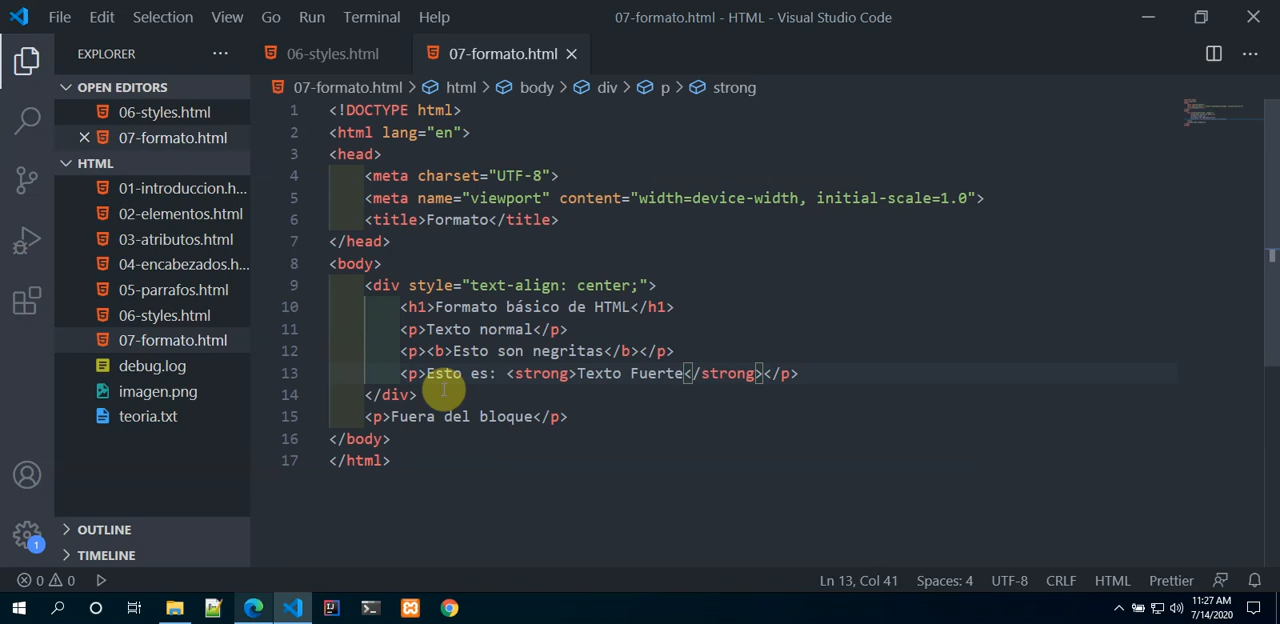 File Edit Selection View Go Run Terminal Help 07-formato.html - HTML - Visual Studio Code
EXPLORER
06-styles.html
07-formato.html
OPEN EDITORS
06-styles.html
07-formato.html
HTML
01-introduccion.h...
02-elementos.html
03-atributos.html
04-encabezados.h...
05-parrafos.html
06-styles.html
07-formato.html
debug.log
imagen.png
teoria.txt
OUTLINE
TIMELINE
07-formato.html > html > body > div > p > strong
1 <!DOCTYPE html>
2 <html lang="en">
3 <head>
4 <meta charset="UTF-8">
5 <meta name="viewport" content="width=device-width, initial-scale=1.0">
6 <title>Formato</title>
7 </head>
8 <body>
9 <div style="text-align: center;">
10 <h1>Formato básico de HTML</h1>
11 <p>Texto normal</p>
12 <p><b>Esto son negritas</b></p>
13 <p>Esto es: <strong>Texto Fuerte</strong></p>
14 </div>
15 <p>Fuera del bloque</p>
16 </body>
17 </html>
1
0 0 Ln 13, Col 41 Spaces: 4 UTF-8 CRLF HTML Prettier
11:27 AM
7/14/2020